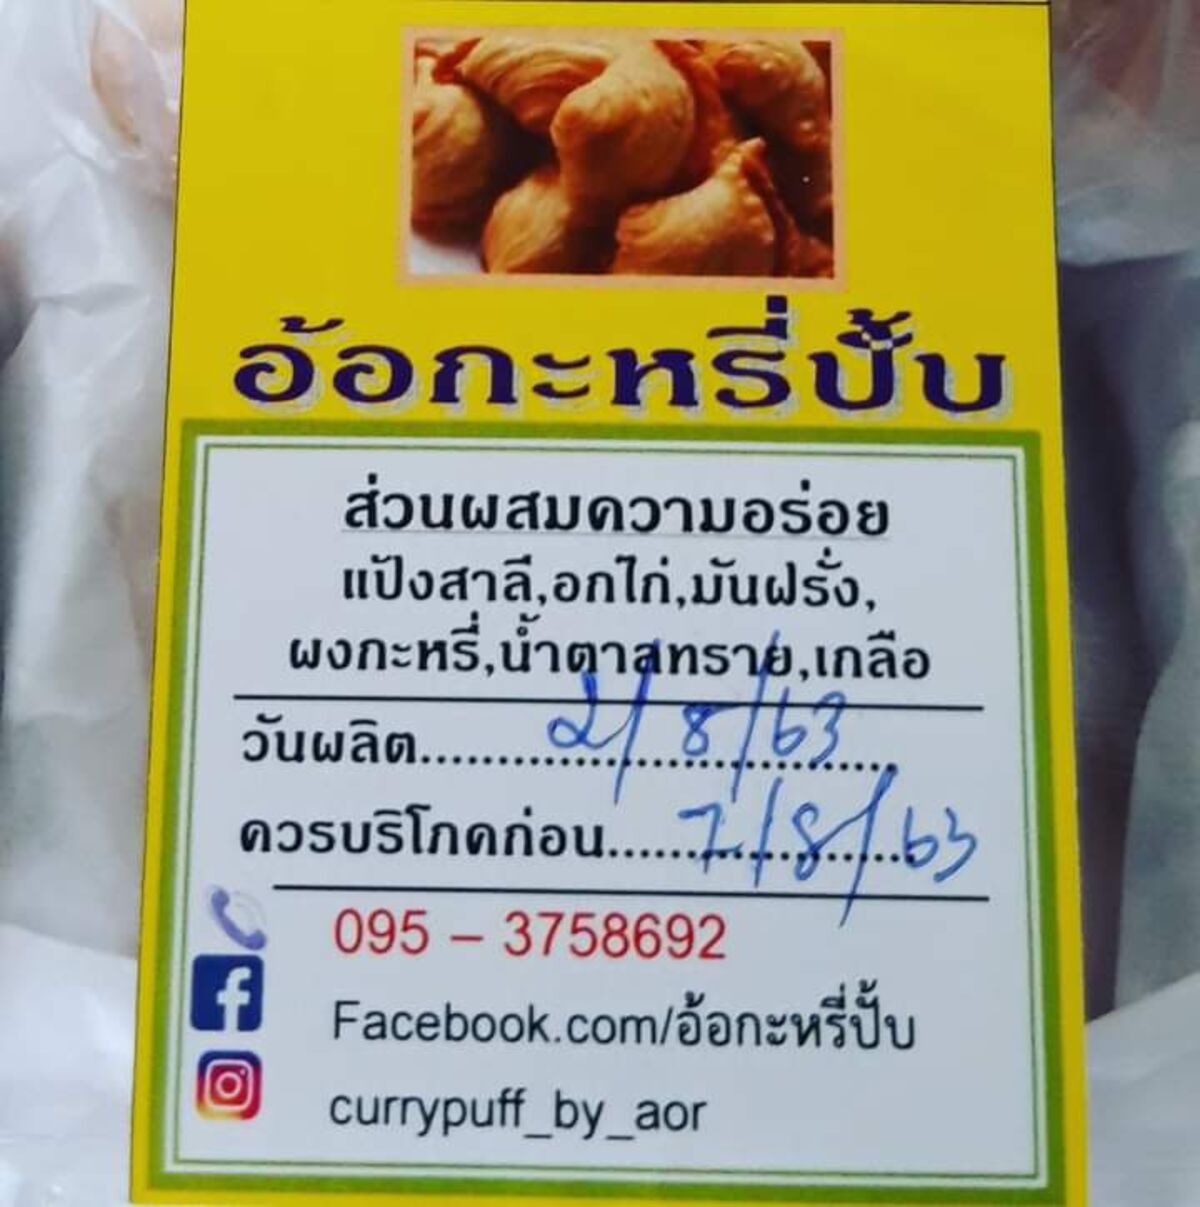 อ้อกะหรี่ปั้บ
ส่วนผสมความอร่อย
แป้งสาลี,อกไก่,มันฝรั่ง,
ผงกะหรี่,น้ำตาลทราย,เกลือ
วันผลิต..........2/8/63..........
ควรบริโภคก่อน..........7/8/63
095 – 3758692
Facebook.com/อ้อกะหรี่ปั้บ
currypuff_by_aor